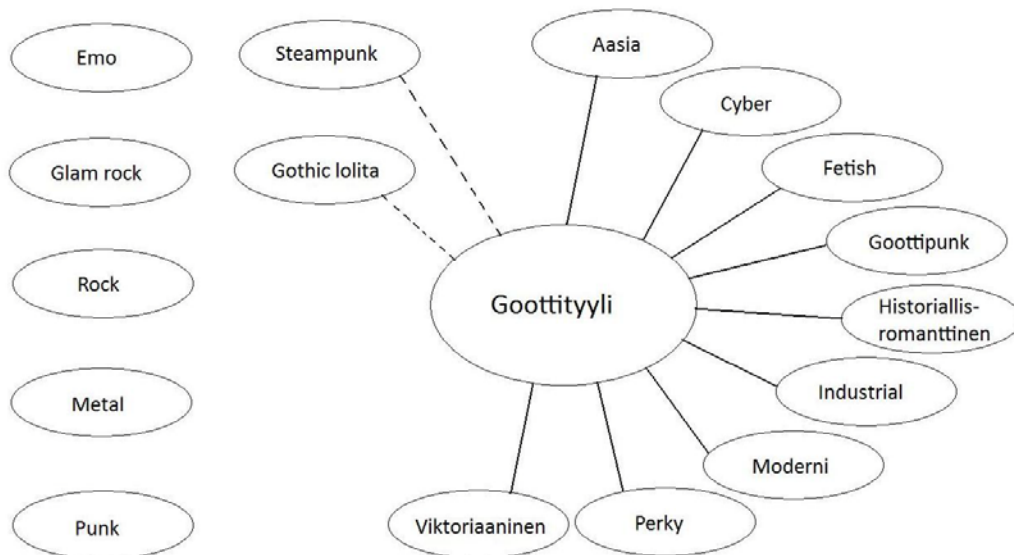 Emo
Steampunk
Aasia
Cyber
Glam rock
Gothic lolita
Fetish
Goottipunk
Rock
Goottityyli
Historiallis-
romanttinen
Industrial
Metal
Moderni
Punk
Viktoriaaninen
Perky